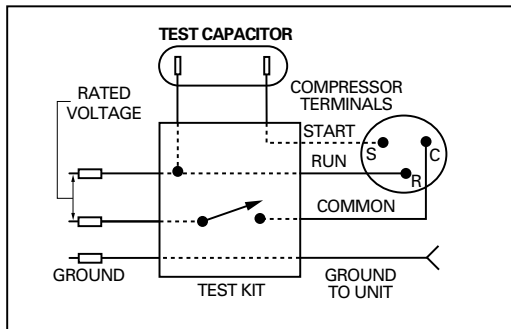 TEST CAPACITOR
RATED
VOLTAGE
COMPRESSOR
TERMINALS
START
S
C
RUN
R
COMMON
GROUND
GROUND
TO UNIT
TEST KIT